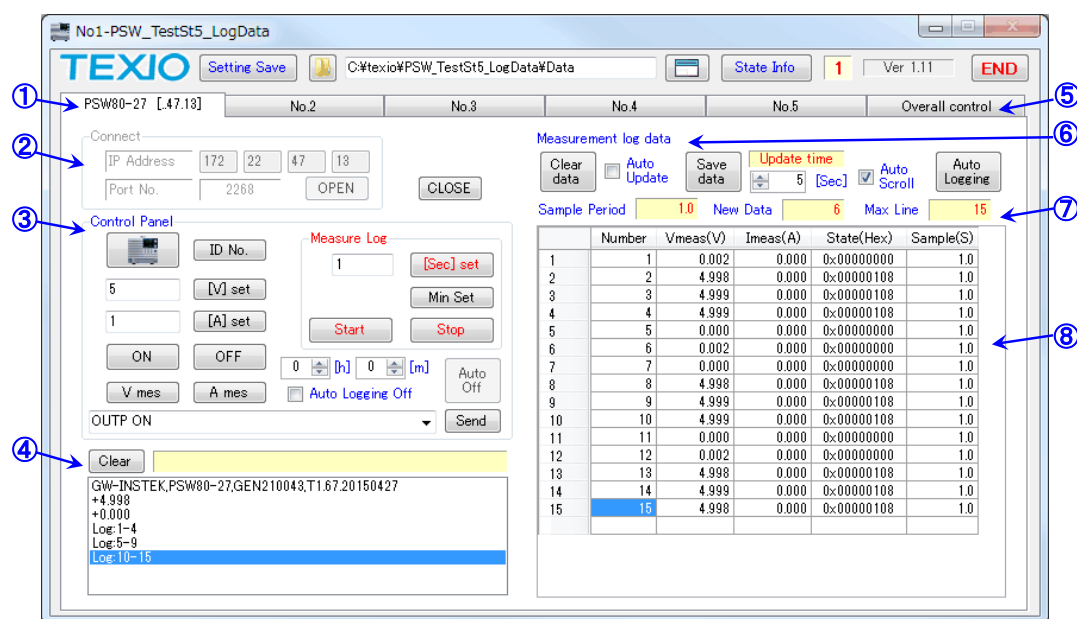 No1-PSW_TestSt5_LogData
TEXIO Setting Save C:¥texio¥PSW_TestSt5_LogData¥Data State Info 1 Ver 1.11 END
① PSW80-27 [.47.13] No.2 No.3 No.4 No.5 Overall control ⑤
② Connect
IP Address 172 22 47 13
Port No. 2268 OPEN CLOSE
③ Control Panel
ID No.
5 [V] set
1 [A] set
ON OFF
V mes A mes
Measure Log
1 [Sec] set
Min Set
Start Stop
0 [h] 0 [m] Auto Off
Auto Logging Off
OUTP ON Send
④ Clear
GW-INSTEK,PSW80-27,GEN210043,T1.67.20150427
+4.998
+0.000
Log:1-4
Log:5-9
Log:10-15
Measurement log data ⑥
Clear data Auto Update Save data Update time 5 [Sec] Auto Scroll Auto Logging
Sample Period 1.0 New Data 6 Max Line 15 ⑦
Number Vmeas(V) Imeas(A) State(Hex) Sample(S)
1 1 0.002 0.000 0x00000000 1.0
2 2 4.998 0.000 0x00000108 1.0
3 3 4.999 0.000 0x00000108 1.0
4 4 4.999 0.000 0x00000108 1.0
5 5 0.000 0.000 0x00000000 1.0
6 6 0.002 0.000 0x00000000 1.0
7 7 0.000 0.000 0x00000000 1.0
8 8 4.998 0.000 0x00000108 1.0
9 9 4.999 0.000 0x00000108 1.0
10 10 4.999 0.000 0x00000108 1.0
11 11 0.000 0.000 0x00000000 1.0
12 12 0.002 0.000 0x00000000 1.0
13 13 4.998 0.000 0x00000108 1.0
14 14 4.999 0.000 0x00000108 1.0
15 15 4.998 0.000 0x00000108 1.0
⑧